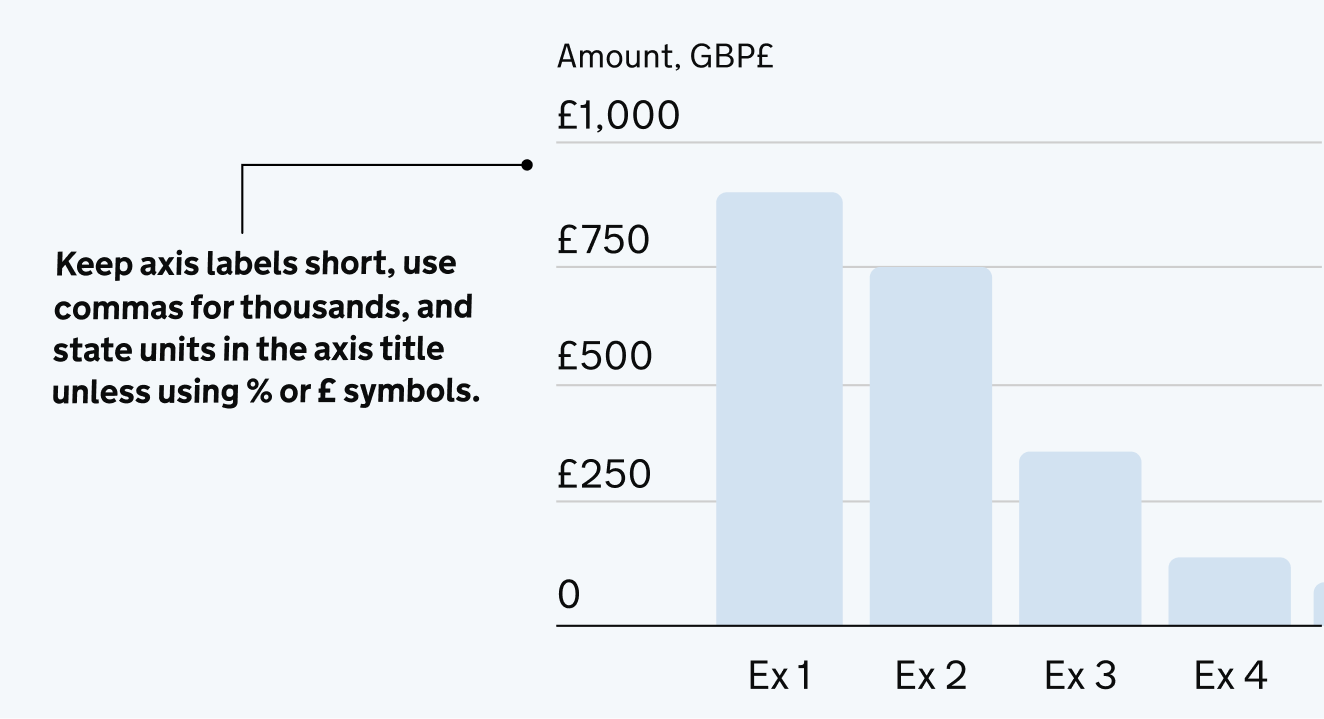 Amount, GBP£
£1,000
£750
£500
£250
0
Keep axis labels short, use
commas for thousands, and
state units in the axis title
unless using % or £ symbols.
Ex 1 Ex 2 Ex 3 Ex 4